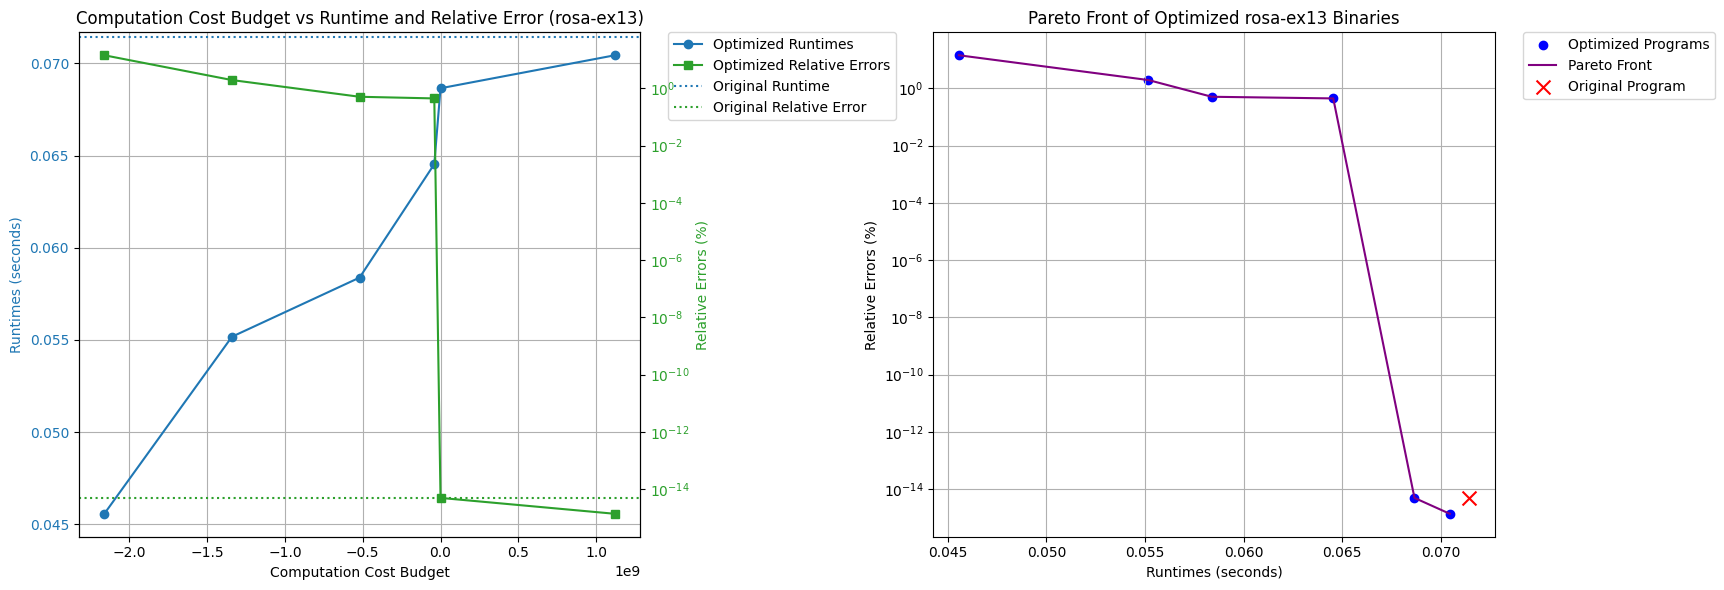 Computation Cost Budget vs Runtime and Relative Error (rosa-ex13)
Runtimes (seconds)
0.070
0.065
0.060
0.055
0.050
0.045
−2.0 −1.5 −1.0 −0.5 0.0 0.5 1.0
1e9
Computation Cost Budget
10⁰
10⁻²
10⁻⁴
10⁻⁶
10⁻⁸
10⁻¹⁰
10⁻¹²
10⁻¹⁴
Relative Errors (%)
Optimized Runtimes
Optimized Relative Errors
Original Runtime
Original Relative Error
Pareto Front of Optimized rosa-ex13 Binaries
Relative Errors (%)
10⁰
10⁻²
10⁻⁴
10⁻⁶
10⁻⁸
10⁻¹⁰
10⁻¹²
10⁻¹⁴
0.045 0.050 0.055 0.060 0.065 0.070
Runtimes (seconds)
Optimized Programs
Pareto Front
Original Program